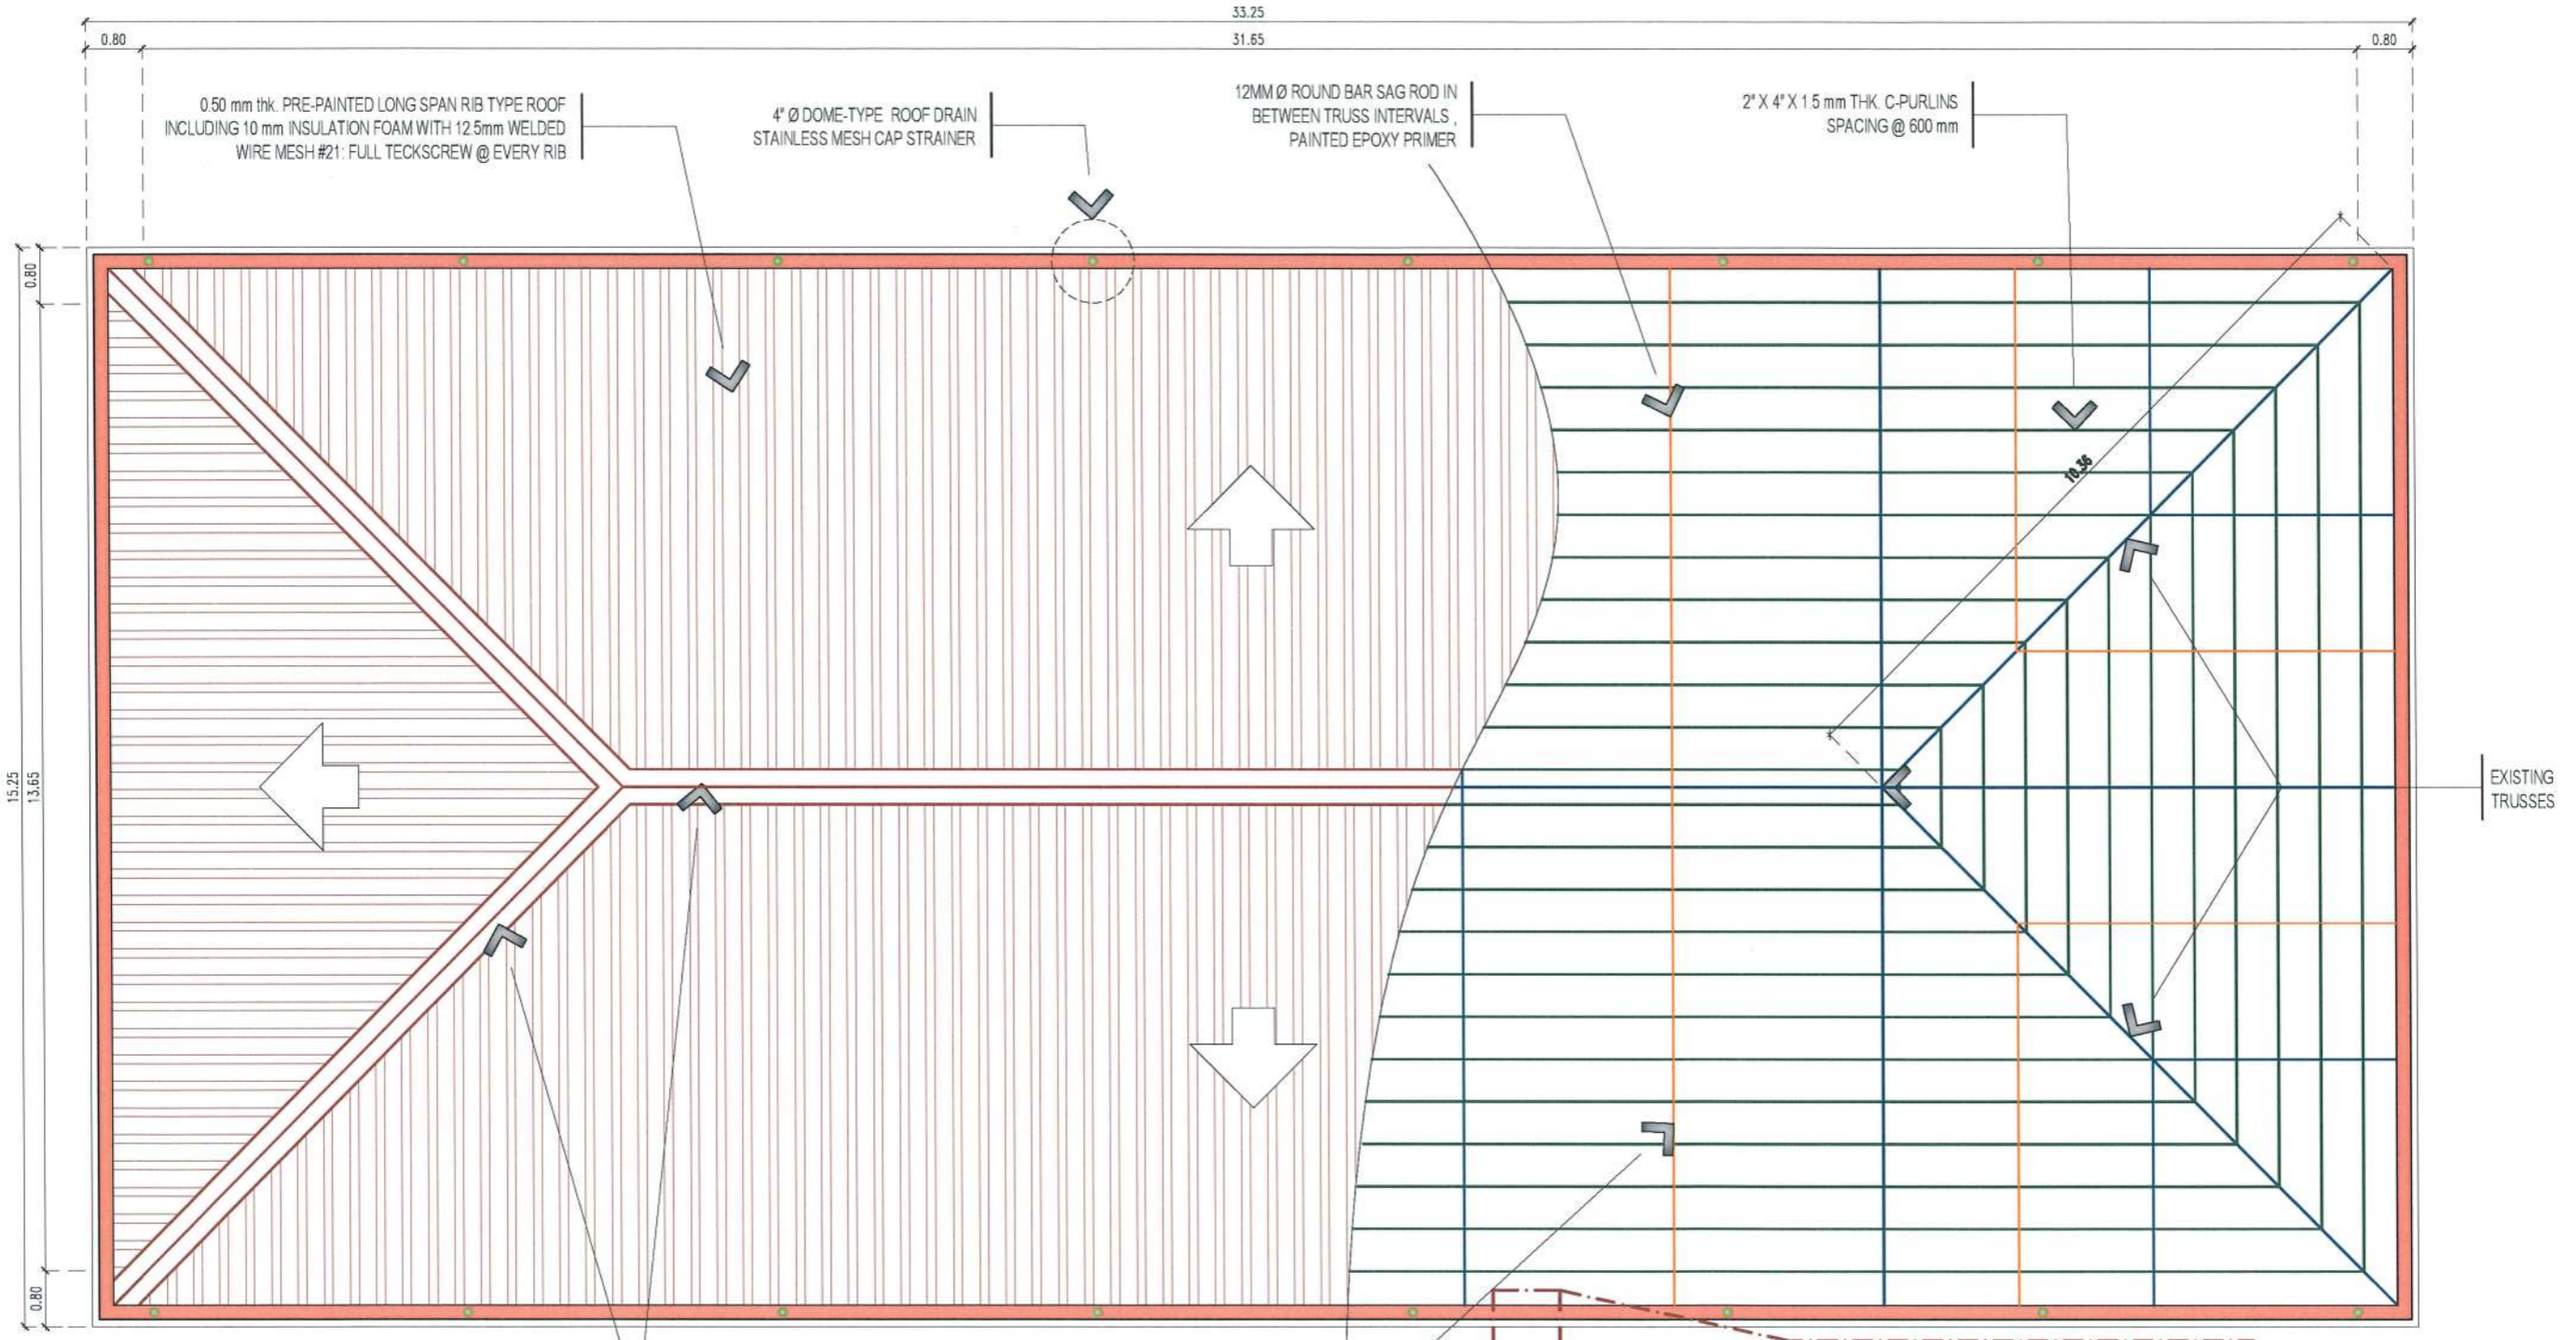 33.25
0.80
31.65
0.80
0.50 mm thk. PRE-PAINTED LONG SPAN RIB TYPE ROOF
INCLUDING 10 mm INSULATION FOAM WITH 12.5mm WELDED
WIRE MESH #21: FULL TECKSCREW @ EVERY RIB
4" Ø DOME-TYPE ROOF DRAIN
STAINLESS MESH CAP STRAINER
12MM Ø ROUND BAR SAG ROD IN
BETWEEN TRUSS INTERVALS ,
PAINTED EPOXY PRIMER
2" X 4" X 1.5 mm THK. C-PURLINS
SPACING @ 600 mm
0.80
10.36
15.25
13.65
EXISTING
TRUSSES
0.80